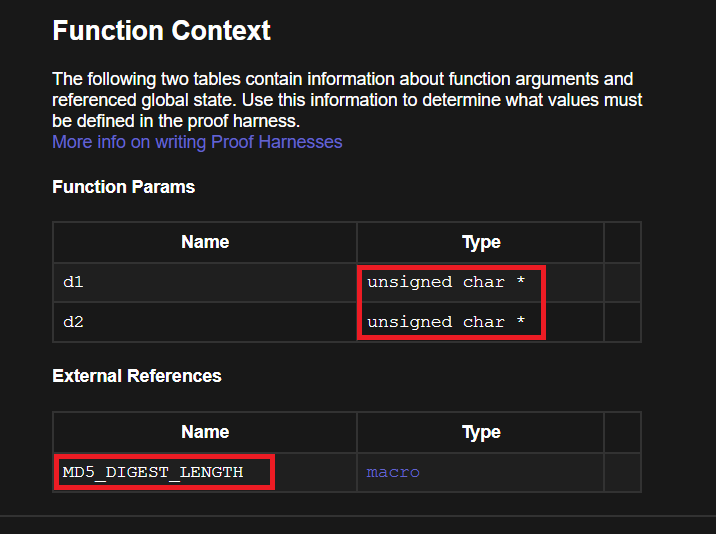 Function Context
The following two tables contain information about function arguments and
referenced global state. Use this information to determine what values must
be defined in the proof harness.
More info on writing Proof Harnesses
Function Params
Name Type
d1 unsigned char *
d2 unsigned char *
External References
Name Type
MD5_DIGEST_LENGTH macro